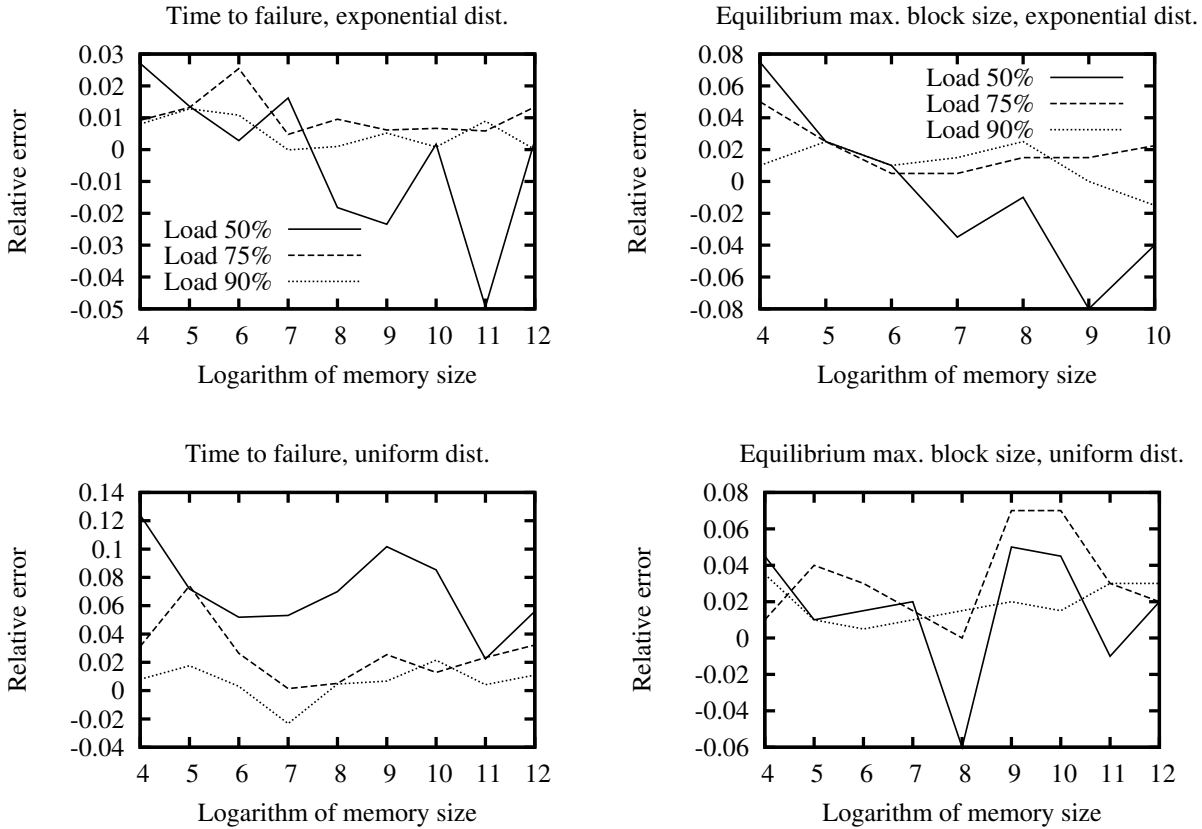 Time to failure, exponential dist.
0.03
0.02
0.01
0
-0.01
-0.02
-0.03
-0.04
-0.05
Relative error
Load 50%
Load 75%
Load 90%
4 5 6 7 8 9 10 11 12
Logarithm of memory size
Equilibrium max. block size, exponential dist.
0.08
0.06
0.04
0.02
0
-0.02
-0.04
-0.06
-0.08
Relative error
Load 50%
Load 75%
Load 90%
4 5 6 7 8 9 10
Logarithm of memory size
Time to failure, uniform dist.
0.14
0.12
0.1
0.08
0.06
0.04
0.02
0
-0.02
-0.04
Relative error
4 5 6 7 8 9 10 11 12
Logarithm of memory size
Equilibrium max. block size, uniform dist.
0.08
0.06
0.04
0.02
0
-0.02
-0.04
-0.06
Relative error
4 5 6 7 8 9 10 11 12
Logarithm of memory size